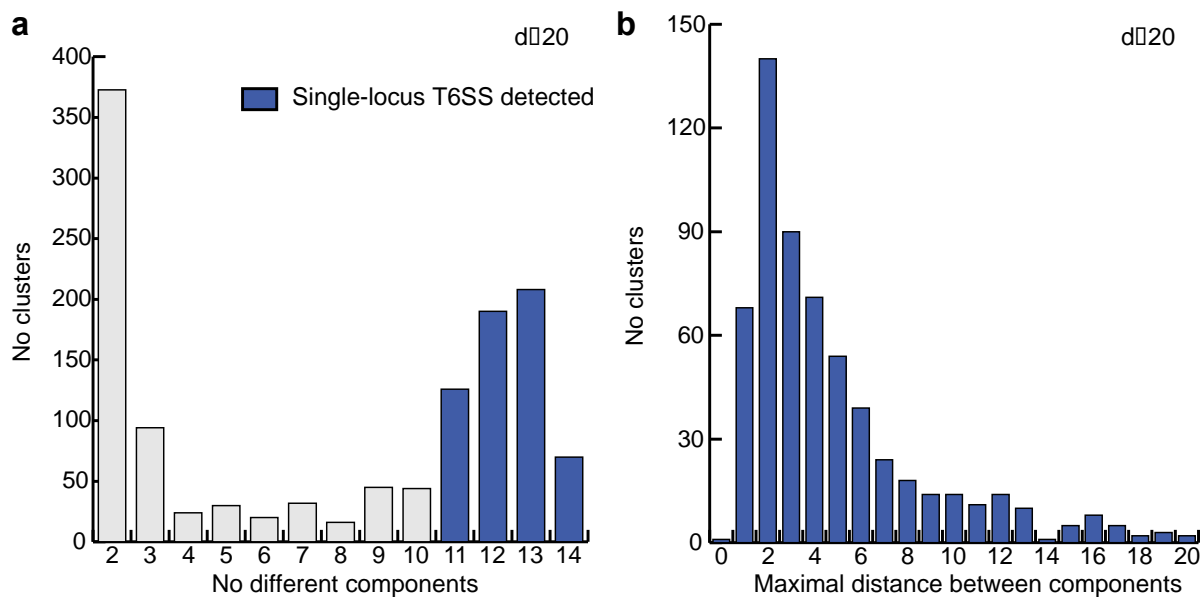 a
d▯20
400
350
300
250
200
150
100
50
0
No clusters
Single-locus T6SS detected
2 3 4 5 6 7 8 9 10 11 12 13 14
No different components
b
d▯20
150
120
90
60
30
0
No clusters
0 2 4 6 8 10 12 14 16 18 20
Maximal distance between components